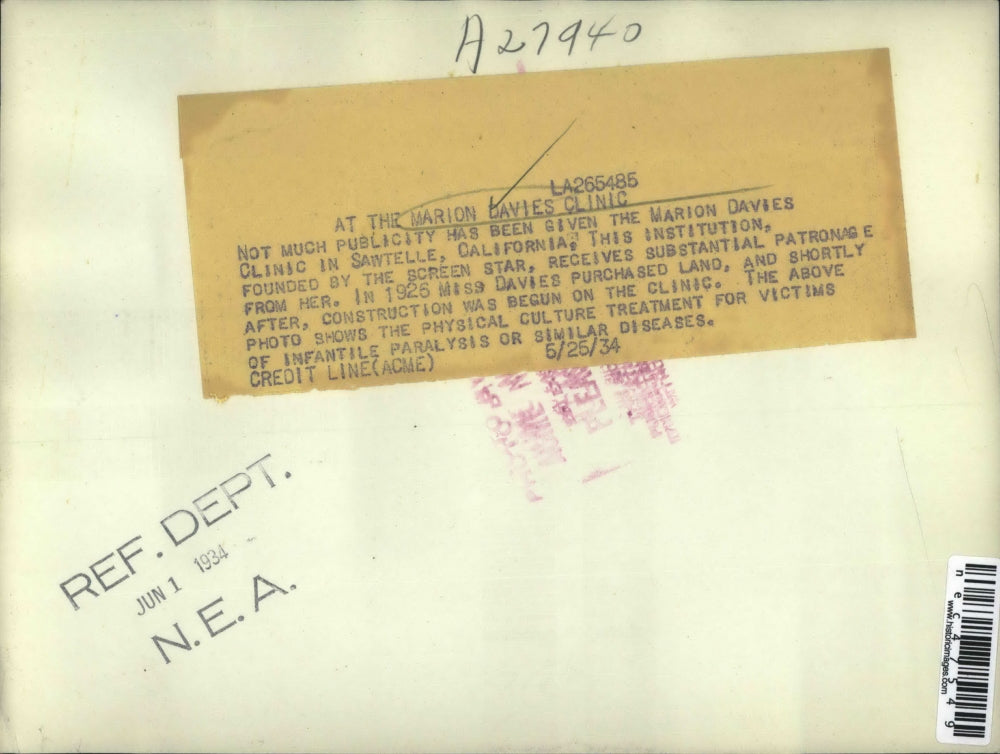 A27940
LA265485
AT THE MARION DAVIES CLINIC
NOT MUCH PUBLICITY HAS BEEN GIVEN THE MARION DAVIES
CLINIC IN SAWTELLE, CALIFORNIA, THIS INSTITUTION,
FOUNDED BY THE SCREEN STAR, RECEIVES SUBSTANTIAL PATRONAGE
FROM HER. IN 1926 MISS DAVIES PURCHASED LAND, AND SHORTLY
AFTER, CONSTRUCTION WAS BEGUN ON THE CLINIC. THE ABOVE
PHOTO SHOWS THE PHYSICAL CULTURE TREATMENT FOR VICTIMS
OF INFANTILE PARALYSIS OR SIMILAR DISEASES.
CREDIT LINE(ACME) 5/25/34
REF. DEPT.
JUN 1 1934
N.E.A.
www.historicimages.com
nec47549